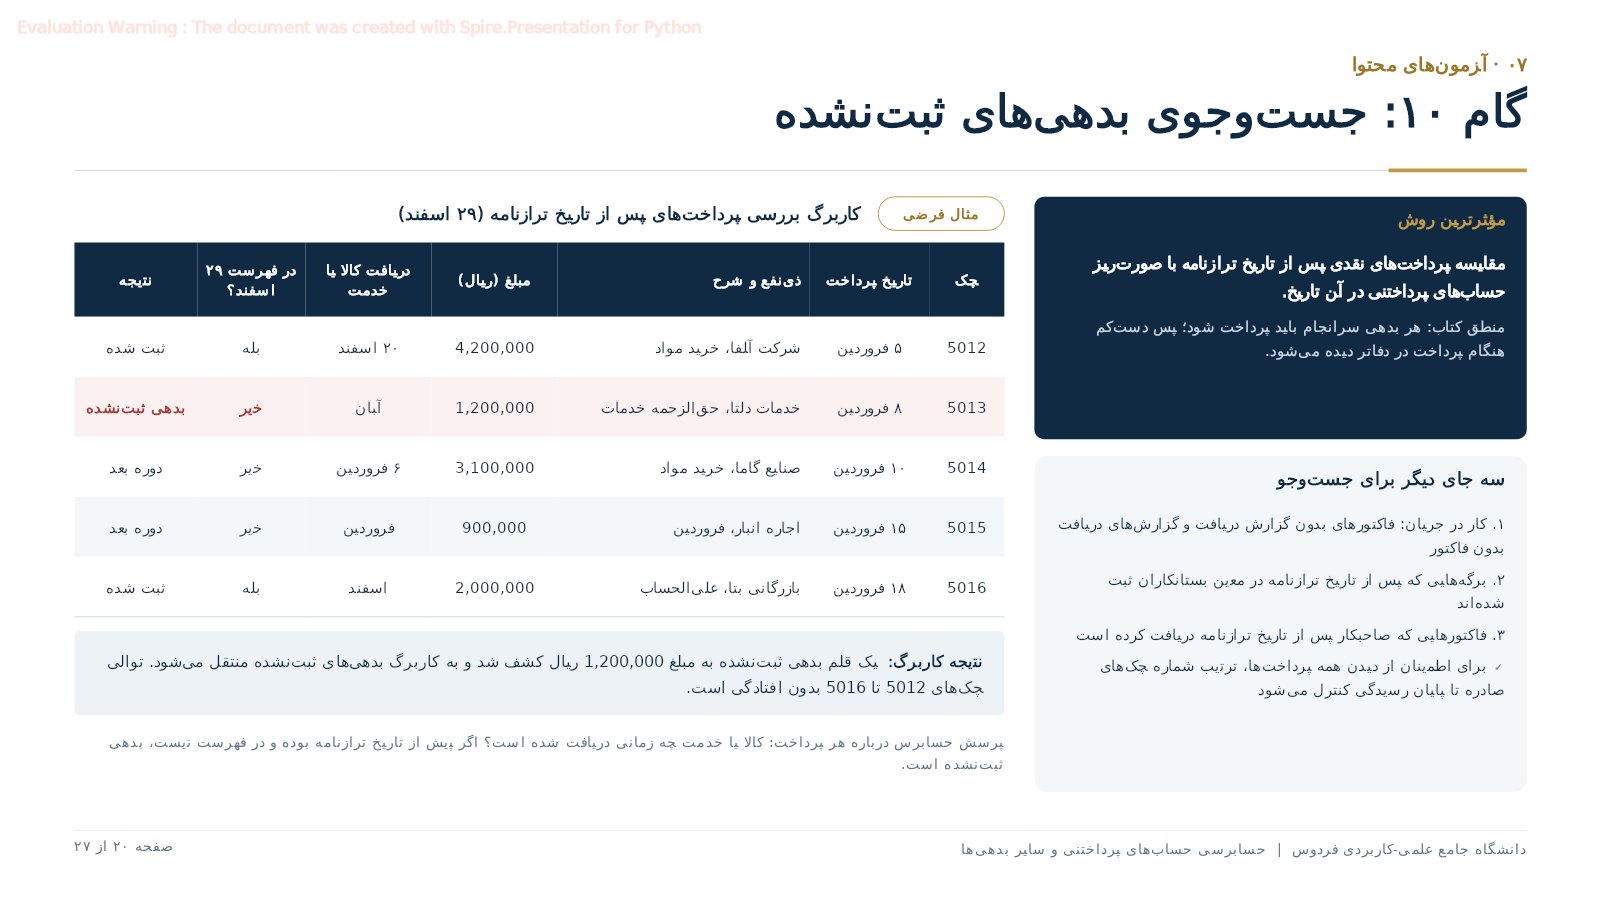 Evaluation Warning : The document was created with Spire.Presentation for Python
۰۷ · آزمون‌های محتوا
گام ۱۰: جست‌وجوی بدهی‌های ثبت‌نشده
مؤثرترین روش
مقایسه پرداخت‌های نقدی پس از تاریخ ترازنامه با صورت‌ریز
حساب‌های پرداختنی در آن تاریخ.
منطق کتاب: هر بدهی سرانجام باید پرداخت شود؛ پس دست‌کم
هنگام پرداخت در دفاتر دیده می‌شود.
سه جای دیگر برای جست‌وجو
۱. کار در جریان: فاکتورهای بدون گزارش دریافت و گزارش‌های دریافت
بدون فاکتور
۲. برگه‌هایی که پس از تاریخ ترازنامه در معین بستانکاران ثبت
شده‌اند
۳. فاکتورهایی که صاحبکار پس از تاریخ ترازنامه دریافت کرده است
✓ برای اطمینان از دیدن همه پرداخت‌ها، ترتیب شماره چک‌های
صادره تا پایان رسیدگی کنترل می‌شود
مثال فرضی
کاربرگ بررسی پرداخت‌های پس از تاریخ ترازنامه (۲۹ اسفند)
چک تاریخ پرداخت ذی‌نفع و شرح مبلغ (ریال) دریافت کالا یا خدمت در فهرست ۲۹ اسفند؟ نتیجه
5012 ۵ فروردین شرکت آلفا، خرید مواد 4,200,000 ۲۰ اسفند بله ثبت شده
5013 ۸ فروردین خدمات دلتا، حق‌الزحمه خدمات 1,200,000 آبان خیر بدهی ثبت‌نشده
5014 ۱۰ فروردین صنایع گاما، خرید مواد 3,100,000 ۶ فروردین خیر دوره بعد
5015 ۱۵ فروردین اجاره انبار، فروردین 900,000 فروردین خیر دوره بعد
5016 ۱۸ فروردین بازرگانی بتا، علی‌الحساب 2,000,000 اسفند بله ثبت شده
نتیجه کاربرگ: یک قلم بدهی ثبت‌نشده به مبلغ 1,200,000 ریال کشف شد و به کاربرگ بدهی‌های ثبت‌نشده منتقل می‌شود. توالی
چک‌های 5012 تا 5016 بدون افتادگی است.
پرسش حسابرس درباره هر پرداخت: کالا یا خدمت چه زمانی دریافت شده است؟ اگر پیش از تاریخ ترازنامه بوده و در فهرست نیست، بدهی
ثبت‌نشده است.
دانشگاه جامع علمی-کاربردی فردوس | حسابرسی حساب‌های پرداختنی و سایر بدهی‌ها
صفحه ۲۰ از ۲۷